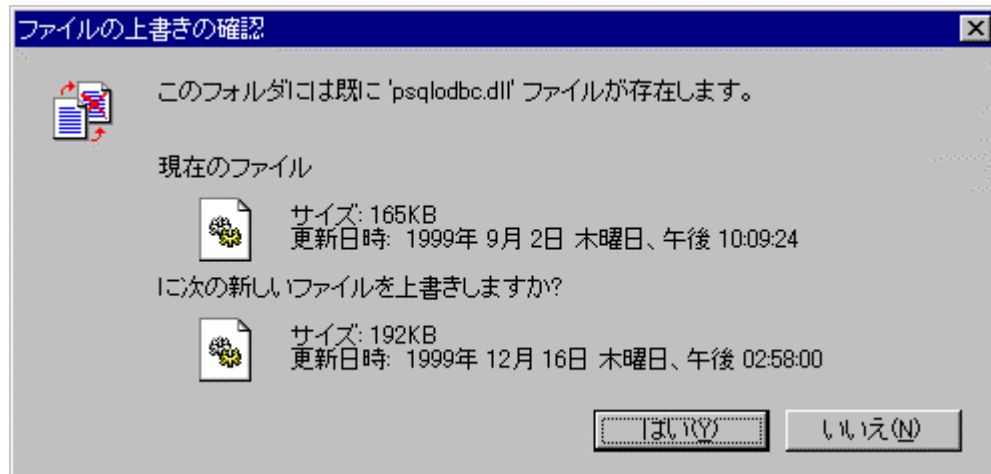 ファイルの上書きの確認
このフォルダには既に 'psqlodbc.dll' ファイルが存在します。
現在のファイル
サイズ: 165KB
更新日時: 1999年 9月 2日 木曜日、午後 10:09:24
に次の新しいファイルを上書きしますか?
サイズ: 192KB
更新日時: 1999年 12月 16日 木曜日、午後 02:58:00
はい(Y) いいえ(N)